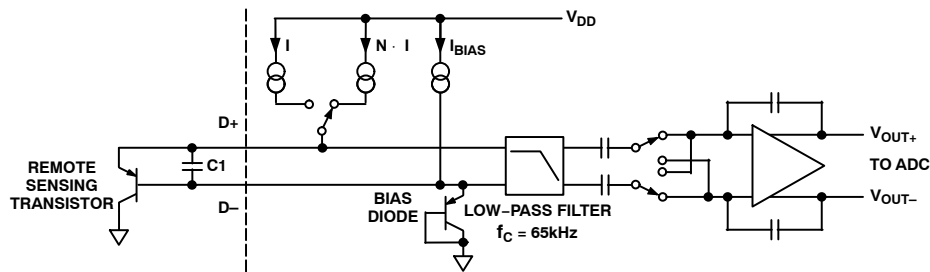 V_DD
I
N · I
I_BIAS
D+
C1
REMOTE
SENSING
TRANSISTOR
D−
BIAS
DIODE
LOW−PASS FILTER
f_C = 65kHz
V_OUT+
TO ADC
V_OUT−